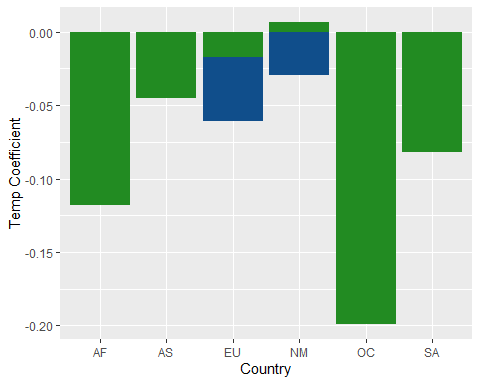 0.00
-0.05
-0.10
-0.15
-0.20
Temp Coefficient
AF AS EU NM OC SA
Country